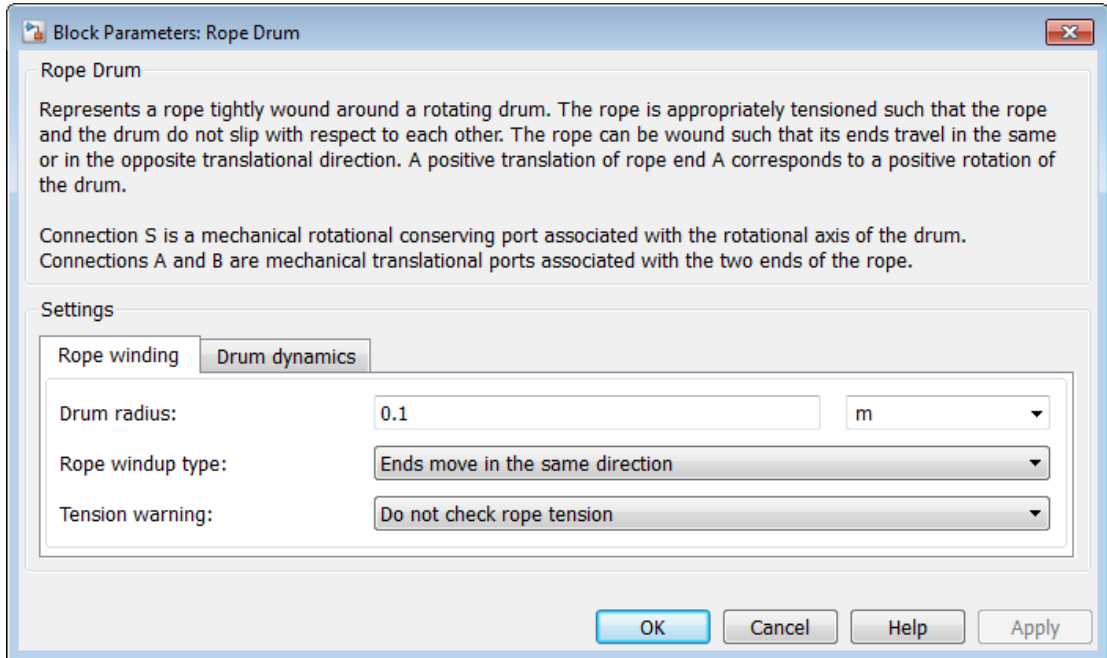 Block Parameters: Rope Drum
Rope Drum
Represents a rope tightly wound around a rotating drum. The rope is appropriately tensioned such that the rope
and the drum do not slip with respect to each other. The rope can be wound such that its ends travel in the same
or in the opposite translational direction. A positive translation of rope end A corresponds to a positive rotation of
the drum.
Connection S is a mechanical rotational conserving port associated with the rotational axis of the drum.
Connections A and B are mechanical translational ports associated with the two ends of the rope.
Settings
Rope winding Drum dynamics
Drum radius: 0.1 m
Rope windup type: Ends move in the same direction
Tension warning: Do not check rope tension
OK Cancel Help Apply